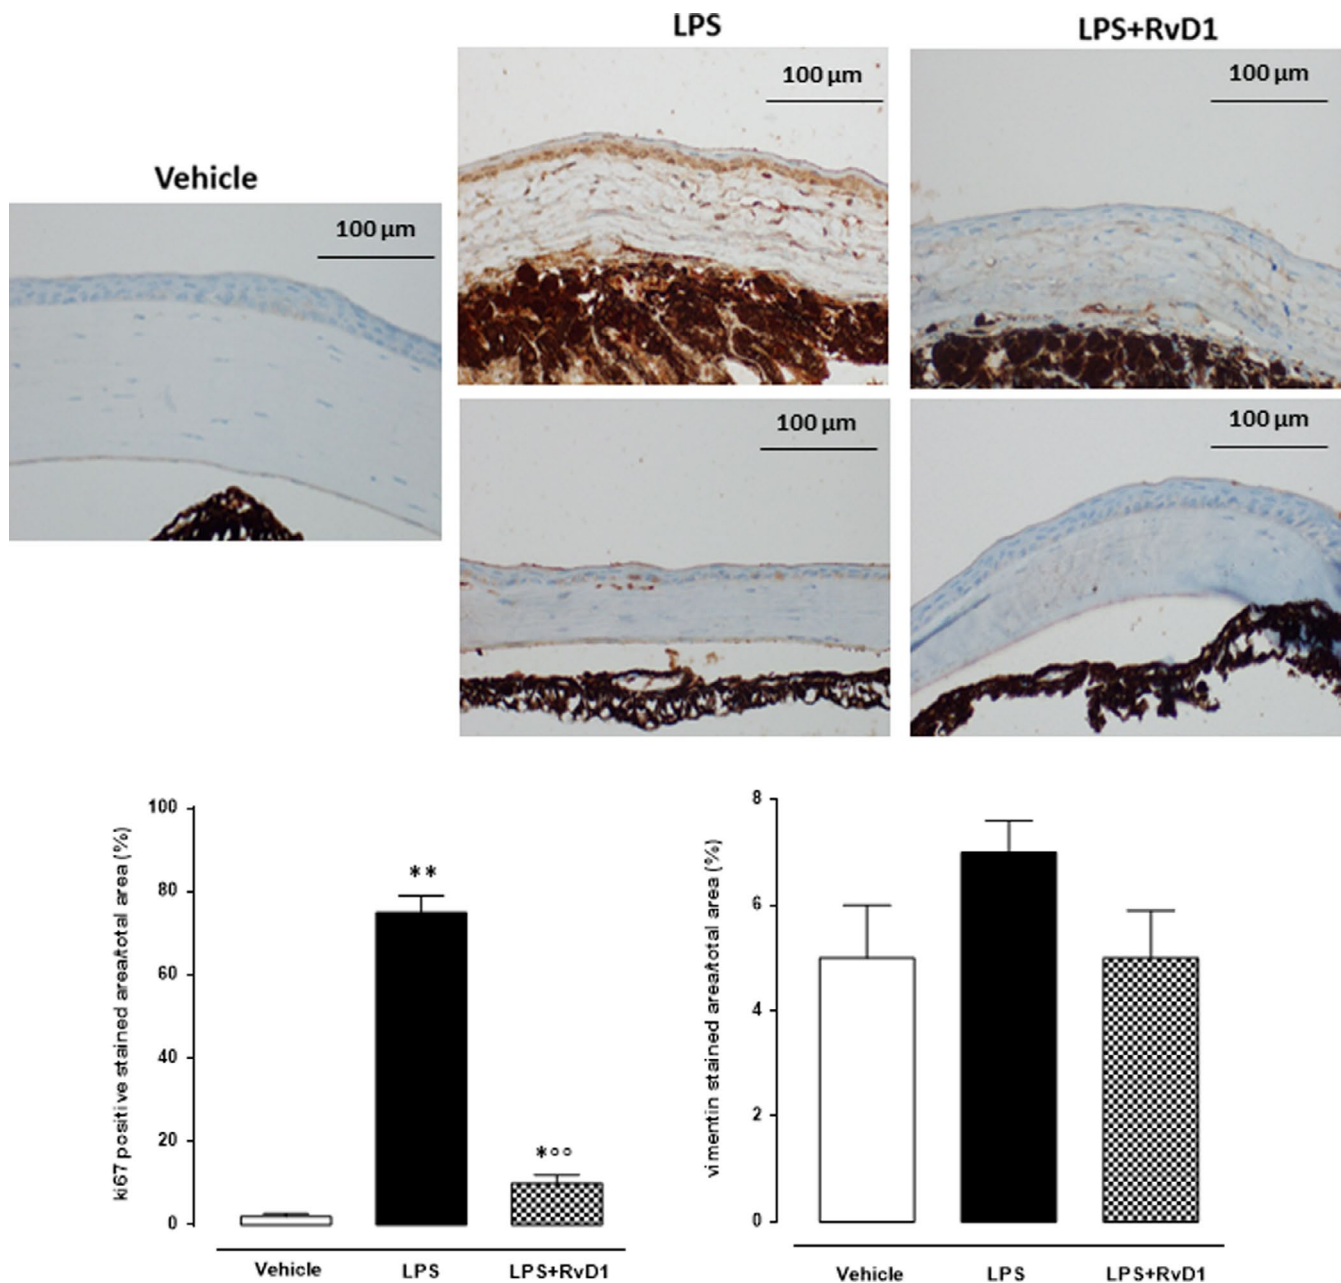 LPS
LPS+RvD1
100 µm
100 µm
Vehicle
100 µm
100 µm
100 µm
ki67 positive stained area/total area (%)
100
80
60
40
20
0
**
*°°
Vehicle
LPS
LPS+RvD1
vimentin stained area/total area (%)
8
6
4
2
0
Vehicle
LPS
LPS+RvD1